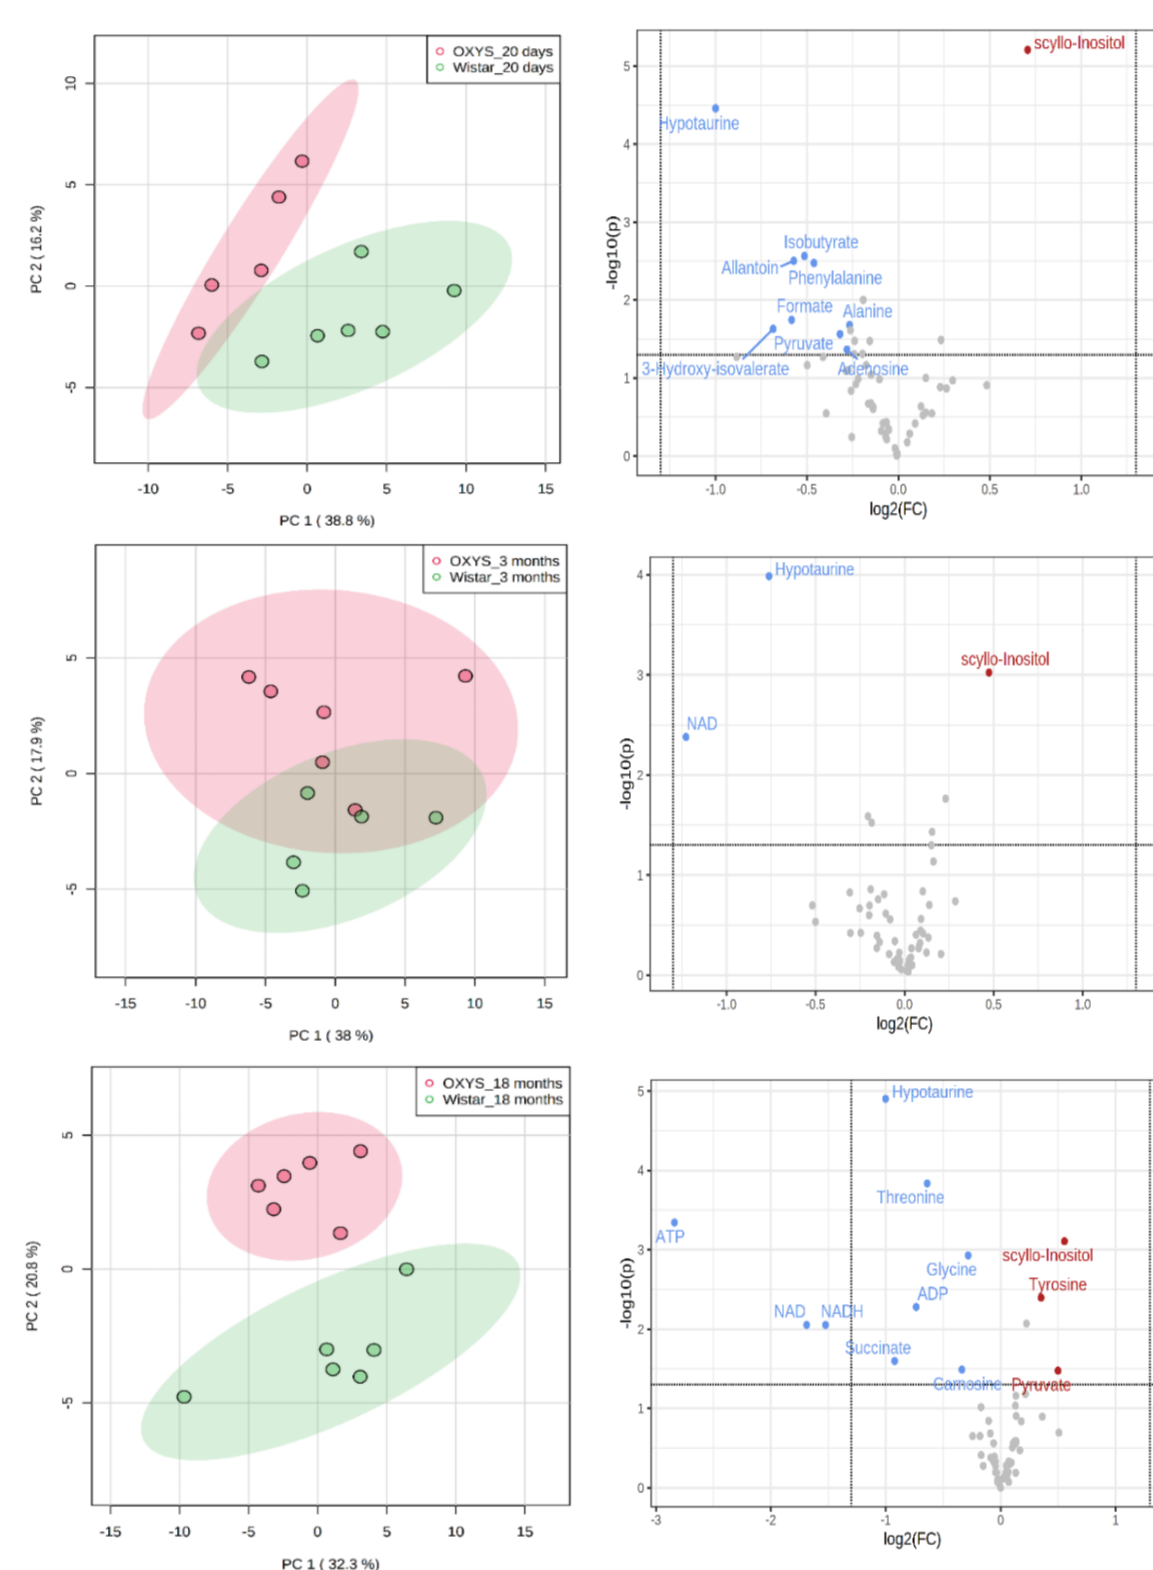 OXYS_20 days
Wistar_20 days
10
5
0
-5
PC 2 ( 16.2 %)
-10
-5
0
5
10
15
PC 1 ( 38.8 %)
scyllo-Inositol
Hypotaurine
Isobutyrate
Allantoin
Phenylalanine
Formate
Alanine
Pyruvate
3-Hydroxy-isovalerate
Adenosine
5
4
3
2
1
0
-log10(p)
-1.0
-0.5
0.0
0.5
1.0
log2(FC)
OXYS_3 months
Wistar_3 months
5
0
-5
PC 2 ( 17.9 %)
-15
-10
-5
0
5
10
15
PC 1 ( 38 %)
Hypotaurine
scyllo-Inositol
NAD
4
3
2
1
0
-log10(p)
-1.0
-0.5
0.0
0.5
1.0
log2(FC)
OXYS_18 months
Wistar_18 months
5
0
-5
PC 2 ( 20.8 %)
-15
-10
-5
0
5
10
15
PC 1 ( 32.3 %)
Hypotaurine
Threonine
ATP
scyllo-Inositol
Glycine
Tyrosine
ADP
NAD
NADH
Succinate
Carnosine
Pyruvate
5
4
3
2
1
0
-log10(p)
-3
-2
-1
0
1
log2(FC)